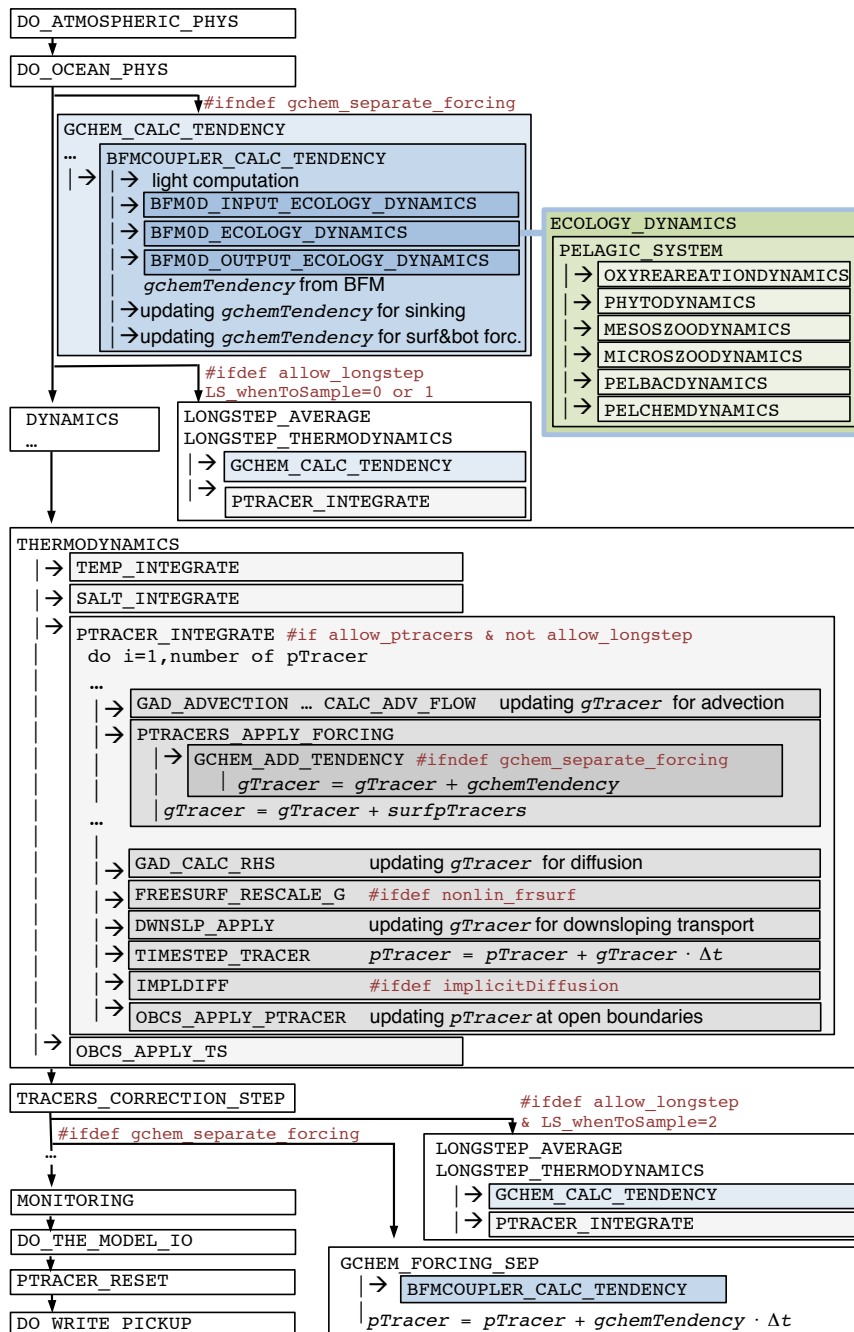 DO_ATMOSPHERIC_PHYS
DO_OCEAN_PHYS
#ifndef gchem_separate_forcing
GCHEM_CALC_TENDENCY
…
BFMCOUPLER_CALC_TENDENCY
light computation
BFM0D_INPUT_ECOLOGY_DYNAMICS
BFM0D_ECOLOGY_DYNAMICS
BFM0D_OUTPUT_ECOLOGY_DYNAMICS
gchemTendency from BFM
updating gchemTendency for sinking
updating gchemTendency for surf&bot forc.
ECOLOGY_DYNAMICS
PELAGIC_SYSTEM
OXYREAREATIONDYNAMICS
PHYTODYNAMICS
MESOSZOODYNAMICS
MICROSZOODYNAMICS
PELBACDYNAMICS
PELCHEMDYNAMICS
#ifdef allow_longstep
LS_whenToSample=0 or 1
DYNAMICS
…
LONGSTEP_AVERAGE
LONGSTEP_THERMODYNAMICS
GCHEM_CALC_TENDENCY
PTRACER_INTEGRATE
THERMODYNAMICS
TEMP_INTEGRATE
SALT_INTEGRATE
PTRACER_INTEGRATE #if allow_ptracers & not allow_longstep
do i=1,number of pTracer
…
GAD_ADVECTION … CALC_ADV_FLOW updating gTracer for advection
PTRACERS_APPLY_FORCING
GCHEM_ADD_TENDENCY #ifndef gchem_separate_forcing
gTracer = gTracer + gchemTendency
gTracer = gTracer + surfpTracers
…
GAD_CALC_RHS updating gTracer for diffusion
FREESURF_RESCALE_G #ifdef nonlin_frsurf
DWNSLP_APPLY updating gTracer for downsloping transport
TIMESTEP_TRACER pTracer = pTracer + gTracer · Δt
IMPLDIFF #ifdef implicitDiffusion
OBCS_APPLY_PTRACER updating pTracer at open boundaries
OBCS_APPLY_TS
TRACERS_CORRECTION_STEP
#ifdef allow_longstep
& LS_whenToSample=2
#ifdef gchem_separate_forcing
…
LONGSTEP_AVERAGE
LONGSTEP_THERMODYNAMICS
GCHEM_CALC_TENDENCY
PTRACER_INTEGRATE
MONITORING
DO_THE_MODEL_IO
PTRACER_RESET
DO_WRITE_PICKUP
GCHEM_FORCING_SEP
BFMCOUPLER_CALC_TENDENCY
pTracer = pTracer + gchemTendency · Δt